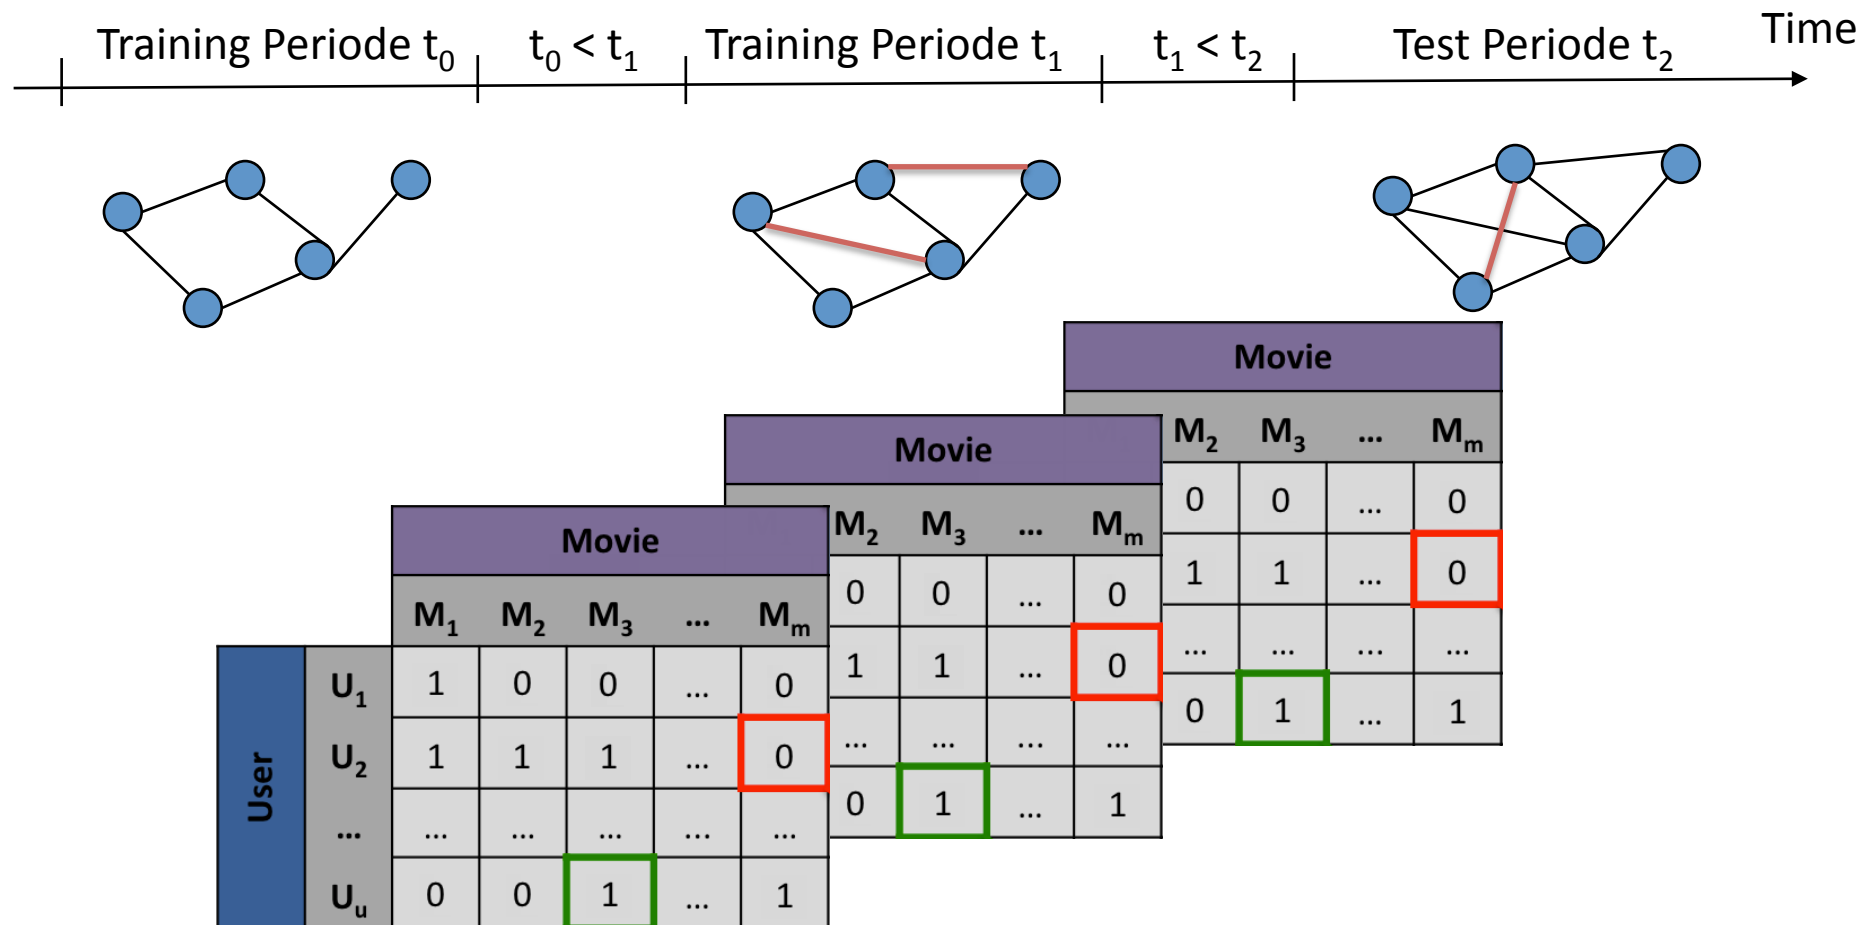 Time
Training Periode t₀ t₀ < t₁ Training Periode t₁ t₁ < t₂ Test Periode t₂
Movie
M₂ M₃ ... Mₘ
0 0 ... 0
1 1 ... 0
... ... ... ...
0 1 ... 1
Movie
M₂ M₃ ... Mₘ
0 0 ... 0
1 1 ... 0
... ... ... ...
0 1 ... 1
Movie
M₁ M₂ M₃ ... Mₘ
User
U₁ 1 0 0 ... 0
U₂ 1 1 1 ... 0
... ... ... ... ... ...
Uᵤ 0 0 1 ... 1